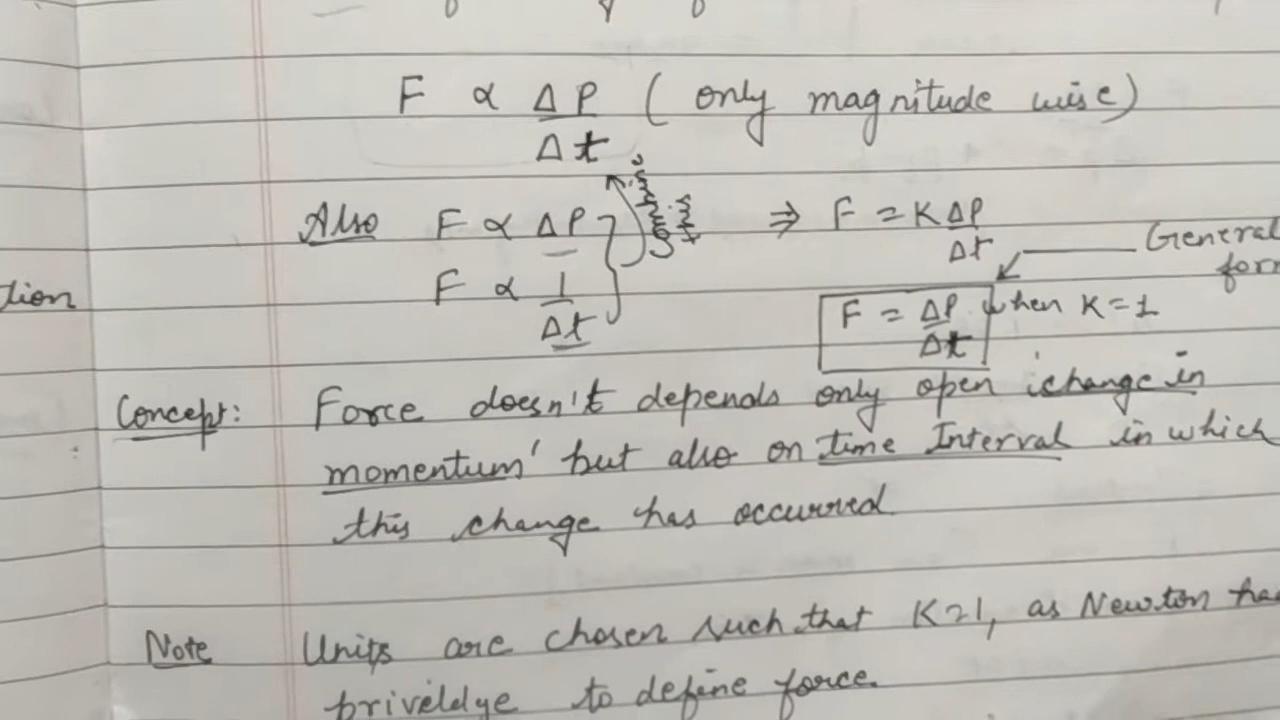 F ∝ ΔP/Δt (only magnitude wise)
Also F ∝ ΔP ⇒ F = K ΔP/Δt
F ∝ 1/Δt
General
form
tion
F = ΔP/Δt when K=1
Concept: Force doesn't depends only open 'change in
momentum' but also on time Interval in which
this change has occurred
Note Units are chosen such that K=1, as Newton has
priveldge to define force.